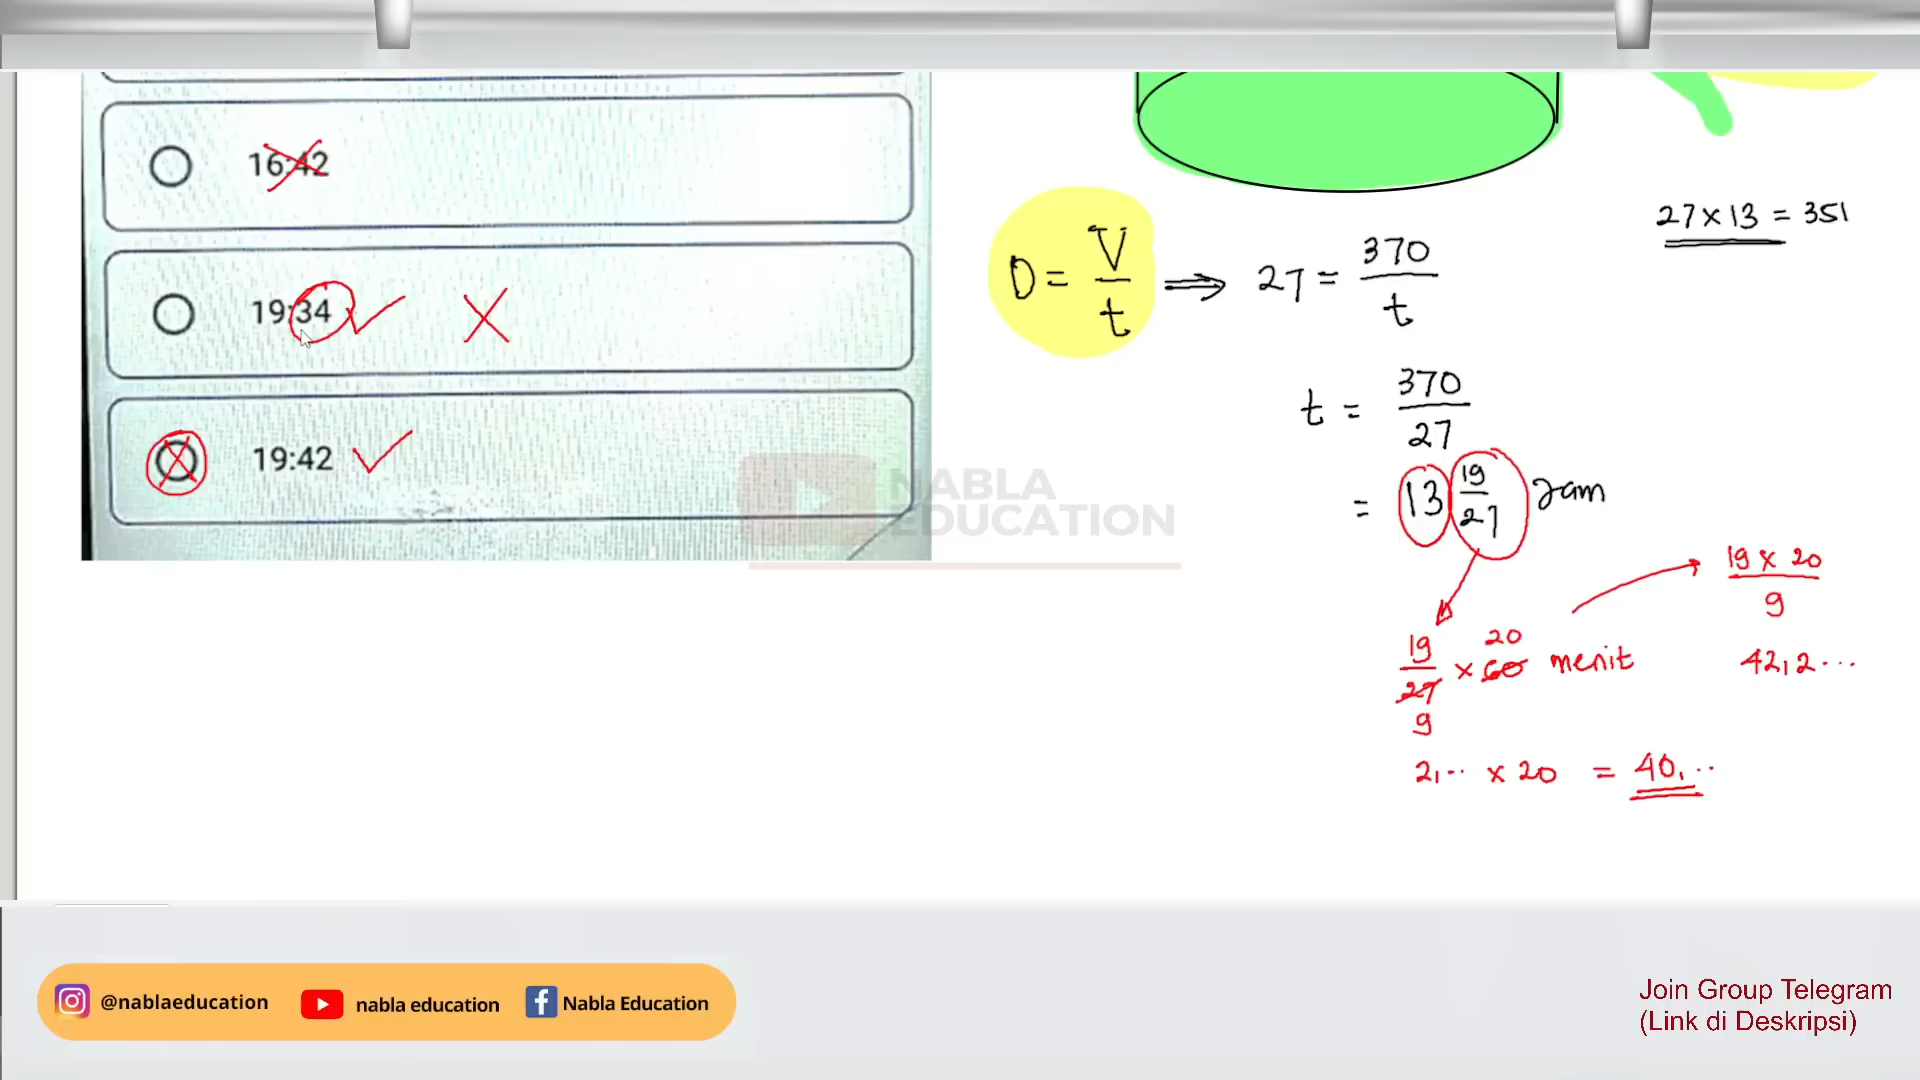 16:42
19:34
19:42
27 x 13 = 351
D = V/t ⇒ 27 = 370/t
t = 370/27
= 13 19/27 Jam
19/27 x 60 menit
20
9
19 x 20
9
42,2...
2,.. x 20 = 40,..
NABLA
EDUCATION
@nablaeducation
nabla education
Nabla Education
Join Group Telegram
(Link di Deskripsi)